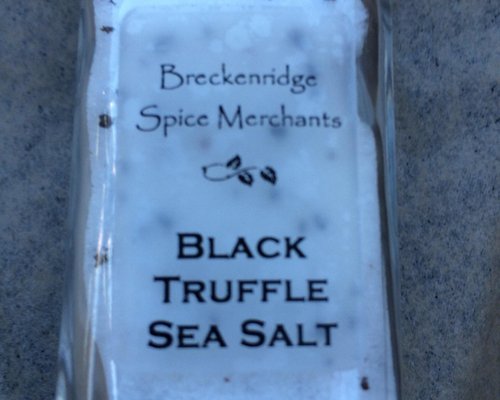 Breckenridge
Spice Merchants
BLACK
TRUFFLE
SEA SALT